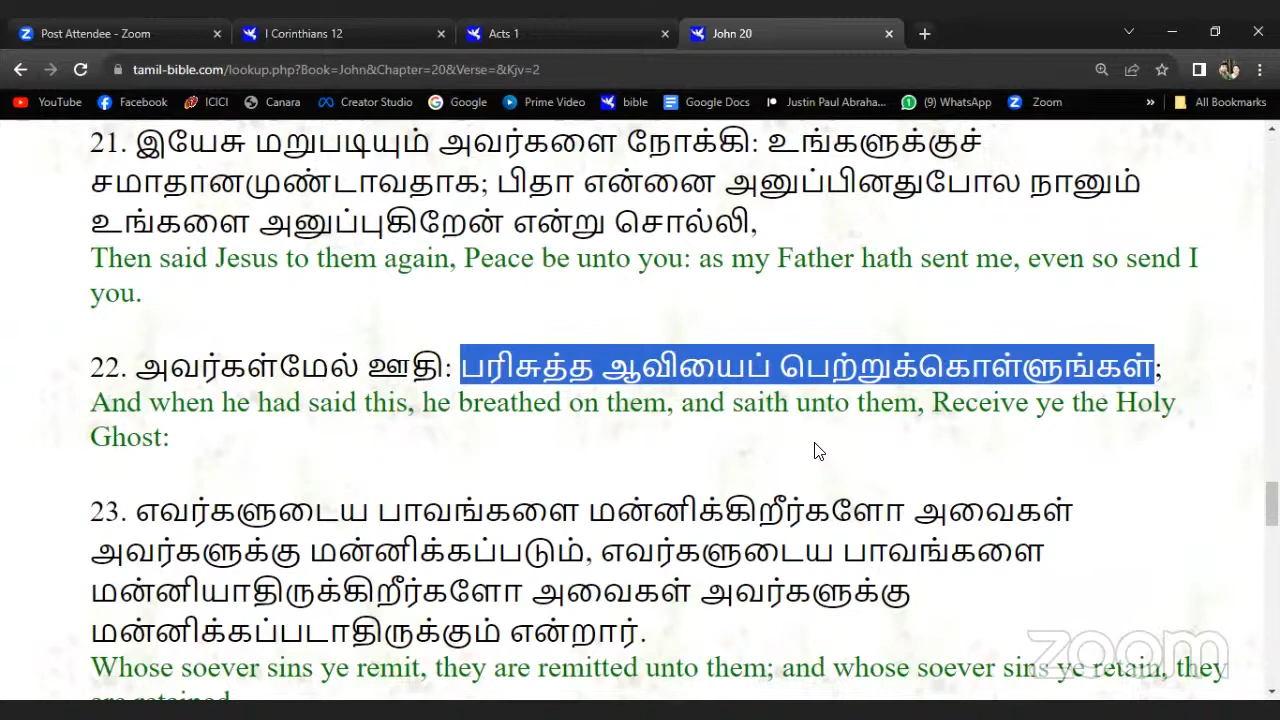 Post Attendee - Zoom
I Corinthians 12
Acts 1
John 20
tamil-bible.com/lookup.php?Book=John&Chapter=20&Verse=&Kjv=2
YouTube Facebook ICICI Canara Creator Studio Google Prime Video bible Google Docs Justin Paul Abraha... (9) WhatsApp Zoom » All Bookmarks
21. இயேசு மறுபடியும் அவர்களை நோக்கி: உங்களுக்குச்
சமாதானமுண்டாவதாக; பிதா என்னை அனுப்பினதுபோல நானும்
உங்களை அனுப்புகிறேன் என்று சொல்லி,
Then said Jesus to them again, Peace be unto you: as my Father hath sent me, even so send I
you.
22. அவர்கள்மேல் ஊதி: பரிசுத்த ஆவியைப் பெற்றுக்கொள்ளுங்கள்;
And when he had said this, he breathed on them, and saith unto them, Receive ye the Holy
Ghost:
23. எவர்களுடைய பாவங்களை மன்னிக்கிறீர்களோ அவைகள்
அவர்களுக்கு மன்னிக்கப்படும், எவர்களுடைய பாவங்களை
மன்னியாதிருக்கிறீர்களோ அவைகள் அவர்களுக்கு
மன்னிக்கப்படாதிருக்கும் என்றார்.
Whose soever sins ye remit, they are remitted unto them; and whose soever sins ye retain, they
are retained
zoom